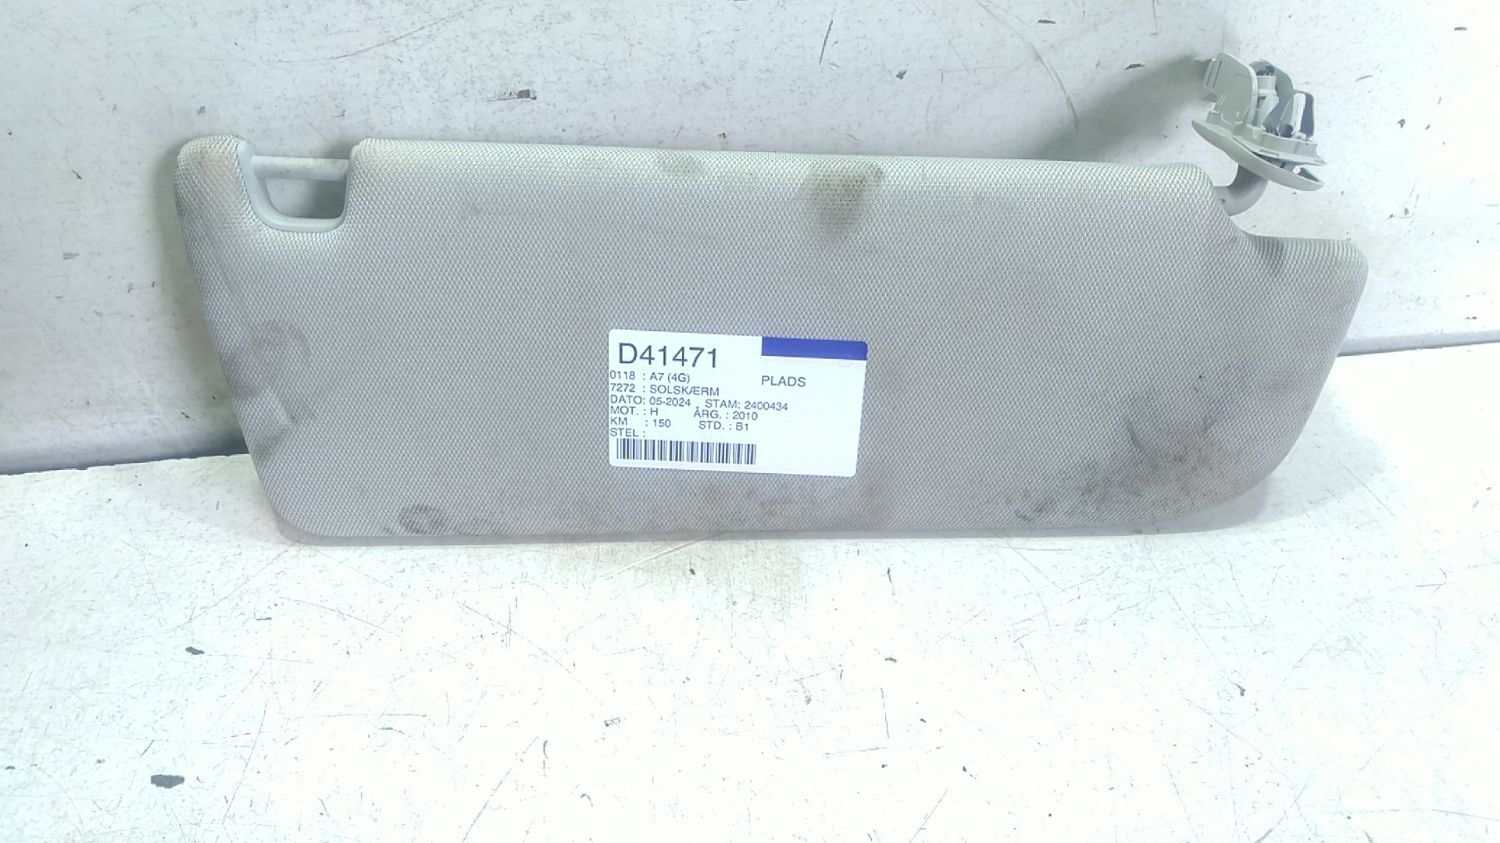 D41471
0118 : A7 (4G) PLADS
7272 : SOLSKÆRM
DATO: 05-2024 STAM: 2400434
MOT. : H ÅRG. : 2010
KM : 150 STD. : B1
STEL :